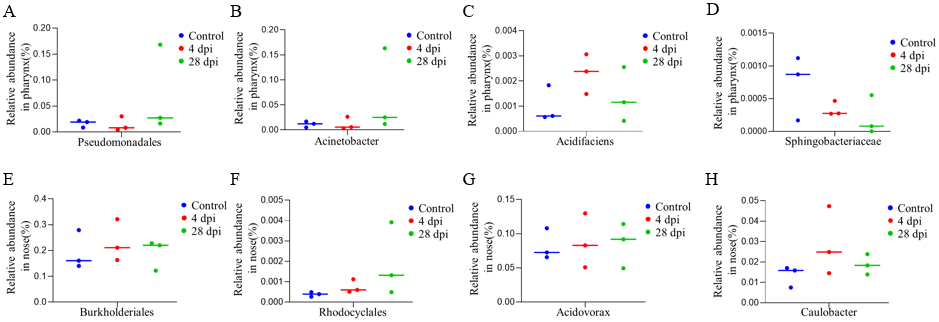 A
Relative abundance
in pharynx(%)
0.20
0.15
0.10
0.05
0.00
Pseudomonadales
Control
4 dpi
28 dpi
B
Relative abundance
in pharynx(%)
0.20
0.15
0.10
0.05
0.00
Acinetobacter
Control
4 dpi
28 dpi
C
Relative abundance
in pharynx(%)
0.004
0.003
0.002
0.001
0.000
Acidifaciens
Control
4 dpi
28 dpi
D
Relative abundance
in pharynx(%)
0.0015
0.0010
0.0005
0.0000
Sphingobacteriaceae
Control
4 dpi
28 dpi
E
Relative abundance
in nose(%)
0.4
0.3
0.2
0.1
0.0
Burkholderiales
Control
4 dpi
28 dpi
F
Relative abundance
in nose(%)
0.005
0.004
0.003
0.002
0.001
0.000
Rhodocyclales
Control
4 dpi
28 dpi
G
Relative abundance
in nose(%)
0.15
0.10
0.05
0.00
Acidovorax
Control
4 dpi
28 dpi
H
Relative abundance
in nose(%)
0.05
0.04
0.03
0.02
0.01
0.00
Caulobacter
Control
4 dpi
28 dpi